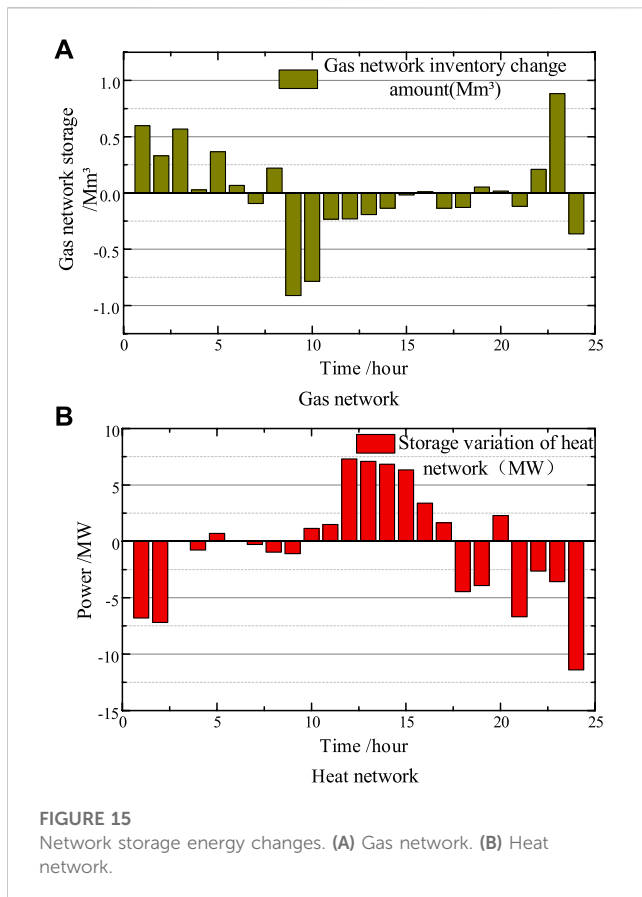 A
Gas network inventory change
amount(Mm³)
1.0
0.5
0.0
-0.5
-1.0
Gas network storage
/Mm³
0 5 10 15 20 25
Time /hour
Gas network
B
Storage variation of heat
network（MW）
10
5
0
-5
-10
-15
Power /MW
0 5 10 15 20 25
Time /hour
Heat network
FIGURE 15
Network storage energy changes. (A) Gas network. (B) Heat
network.